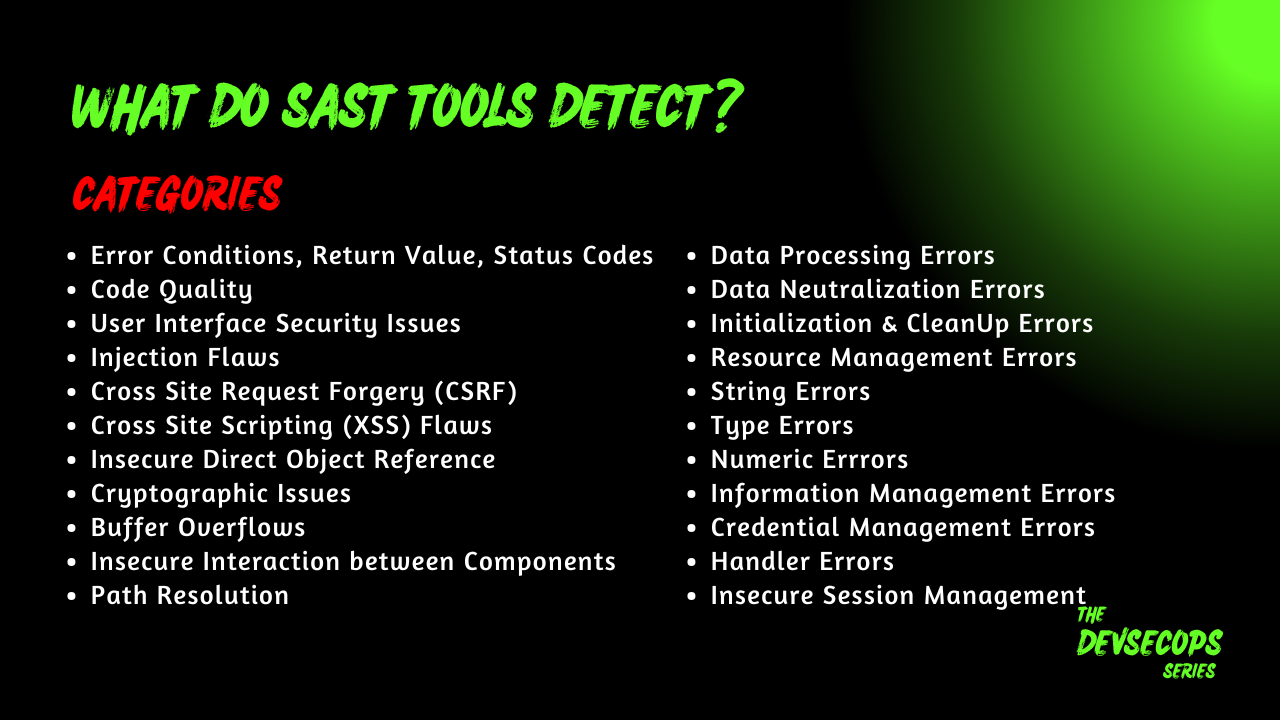 WHAT DO SAST TOOLS DETECT?
CATEGORIES
• Error Conditions, Return Value, Status Codes
• Code Quality
• User Interface Security Issues
• Injection Flaws
• Cross Site Request Forgery (CSRF)
• Cross Site Scripting (XSS) Flaws
• Insecure Direct Object Reference
• Cryptographic Issues
• Buffer Overflows
• Insecure Interaction between Components
• Path Resolution
• Data Processing Errors
• Data Neutralization Errors
• Initialization & CleanUp Errors
• Resource Management Errors
• String Errors
• Type Errors
• Numeric Errrors
• Information Management Errors
• Credential Management Errors
• Handler Errors
• Insecure Session Management
THE
DEVSECOPS
SERIES